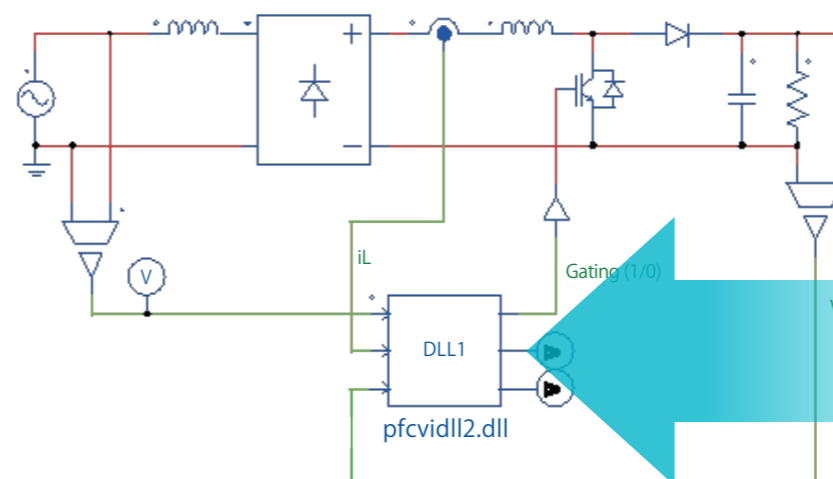 +
−
iL
V
Gating (1/0)
DLL1
pfcvidll2.dll